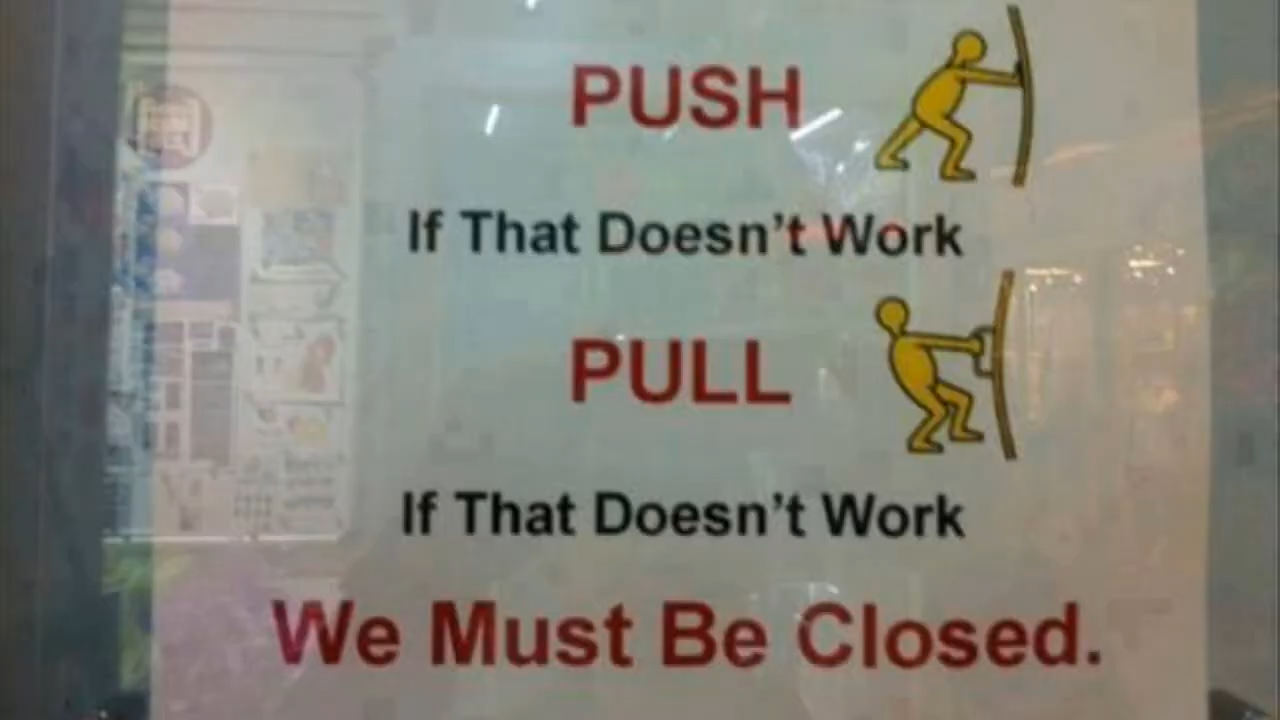 PUSH
If That Doesn't Work
PULL
If That Doesn't Work
We Must Be Closed.